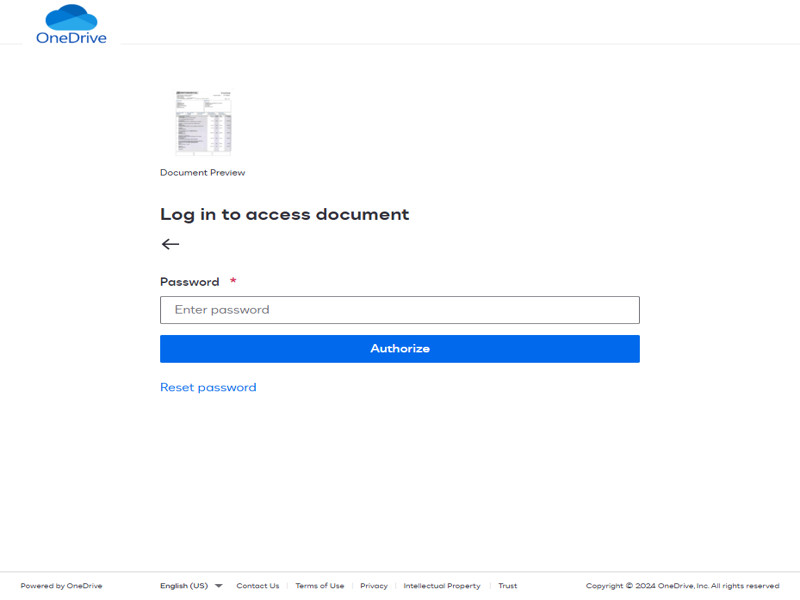 OneDrive
Document Preview
Log in to access document
Password *
Enter password
Authorize
Reset password
Powered by OneDrive
English (US)
Contact Us
Terms of Use
Privacy
Intellectual Property
Trust
Copyright © 2024 OneDrive, Inc. All rights reserved